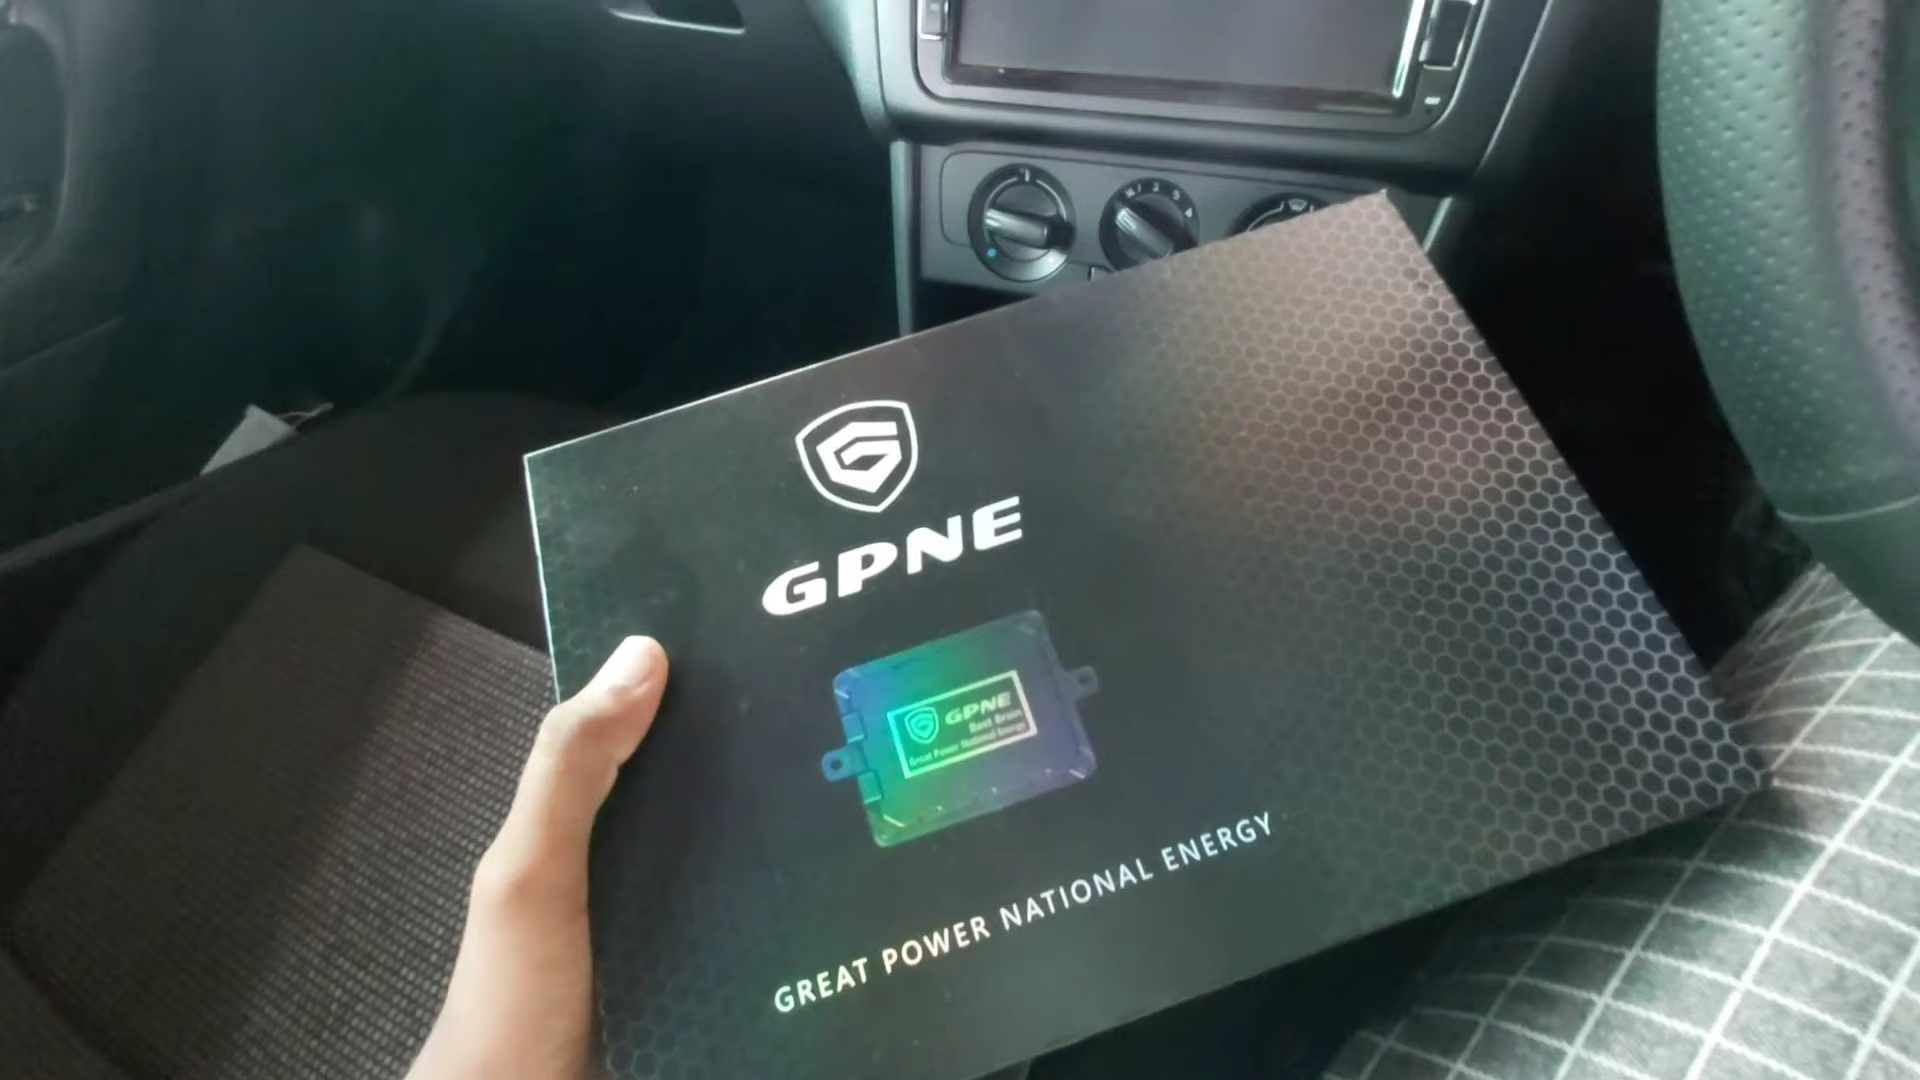 GPNE
GPNE
Best Brain
Great Power National Energy
GREAT POWER NATIONAL ENERGY